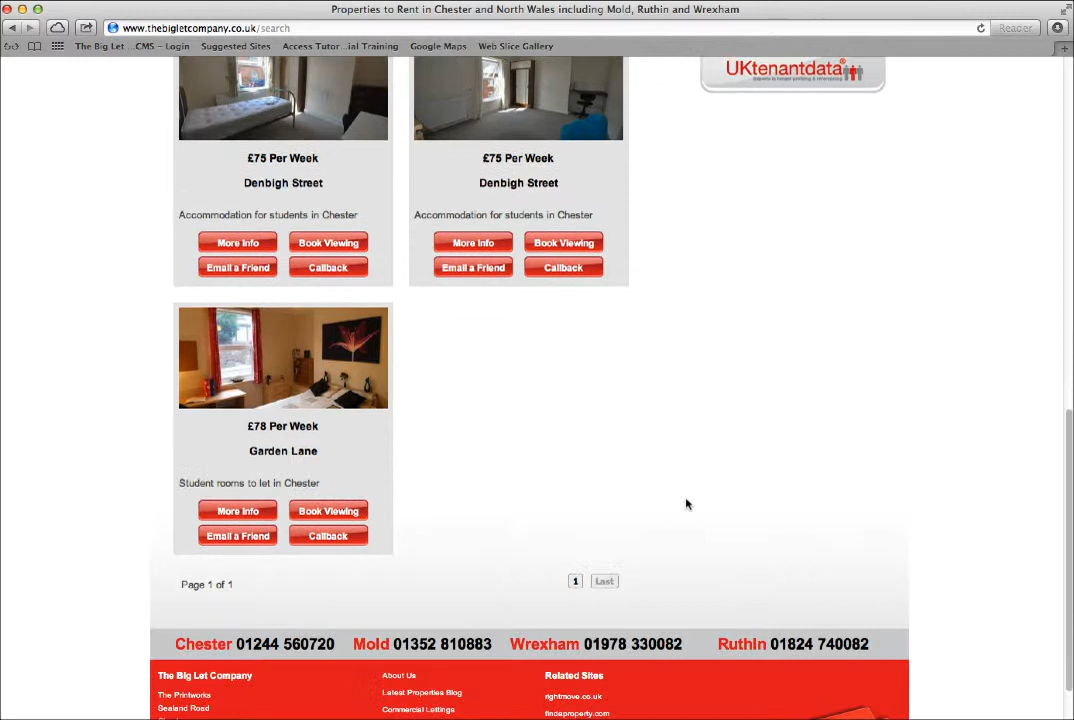 Properties to Rent in Chester and North Wales including Mold, Ruthin and Wrexham
www.thebigletcompany.co.uk/search
Reader
The Big Let ...CMS – Login Suggested Sites Access Tutor...ial Training Google Maps Web Slice Gallery
UKtenantdata®
experts in tenant profiling & referencing
£75 Per Week
Denbigh Street
Accommodation for students in Chester
More Info Book Viewing
Email a Friend Callback
£75 Per Week
Denbigh Street
Accommodation for students in Chester
More Info Book Viewing
Email a Friend Callback
£78 Per Week
Garden Lane
Student rooms to let in Chester
More Info Book Viewing
Email a Friend Callback
Page 1 of 1
1 Last
Chester 01244 560720 Mold 01352 810883 Wrexham 01978 330082 Ruthin 01824 740082
The Big Let Company
The Printworks
Sealand Road
About Us
Latest Properties Blog
Commercial Lettings
Related Sites
rightmove.co.uk
findaproperty.com